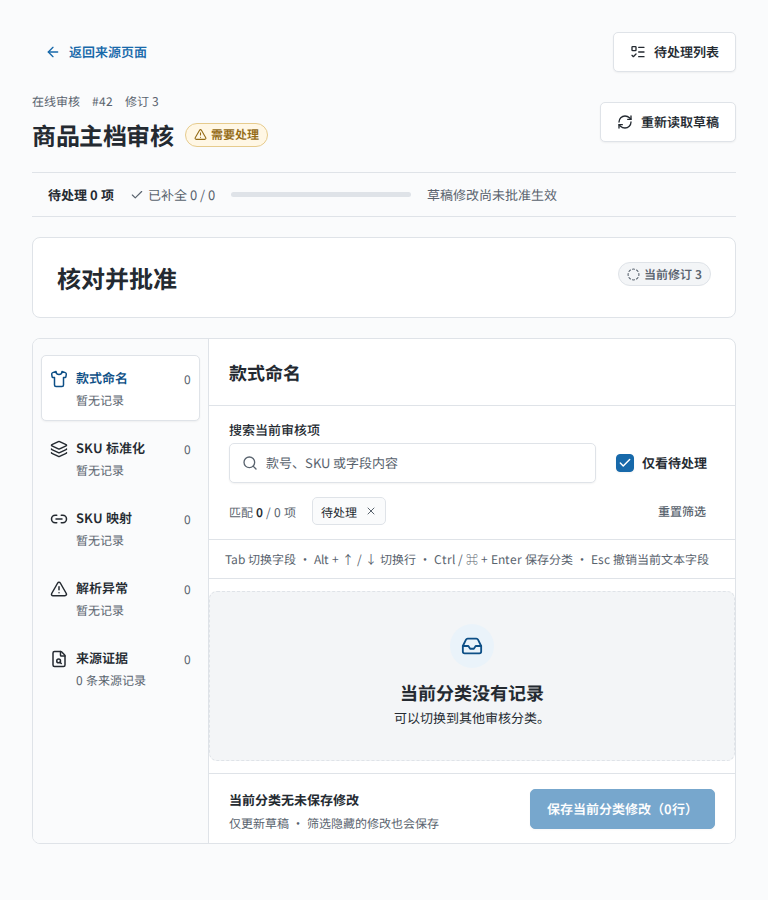 返回来源页面
待处理列表
在线审核 #42 修订 3
商品主档审核
需要处理
重新读取草稿
待处理 0 项
已补全 0 / 0
草稿修改尚未批准生效
核对并批准
当前修订 3
款式命名
0
暂无记录
SKU 标准化
0
暂无记录
SKU 映射
0
暂无记录
解析异常
0
暂无记录
来源证据
0
0 条来源记录
款式命名
搜索当前审核项
款号、SKU 或字段内容
仅看待处理
匹配 0 / 0 项
待处理
重置筛选
Tab 切换字段 · Alt + ↑ / ↓ 切换行 · Ctrl / ⌘ + Enter 保存分类 · Esc 撤销当前文本字段
当前分类没有记录
可以切换到其他审核分类。
当前分类无未保存修改
仅更新草稿 · 筛选隐藏的修改也会保存
保存当前分类修改（0行）